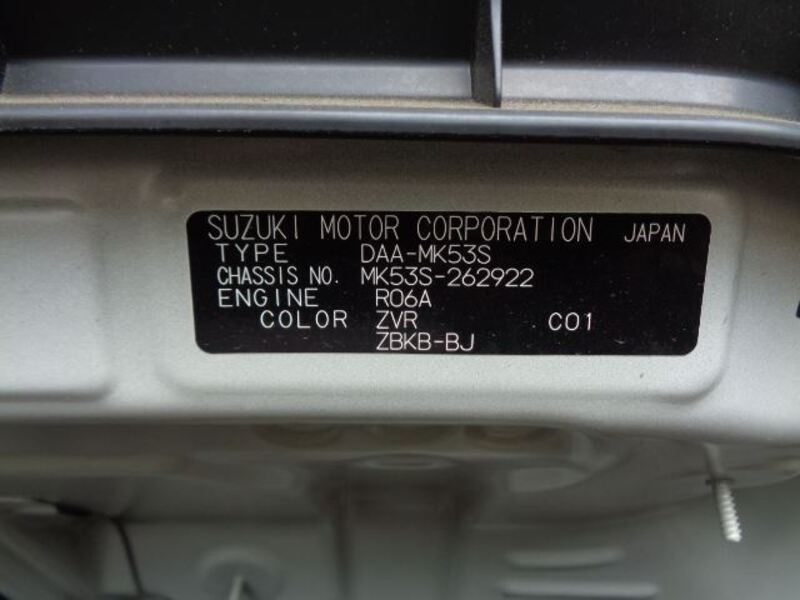 SUZUKI MOTOR CORPORATION JAPAN
TYPE DAA-MK53S
CHASSIS NO. MK53S-262922
ENGINE R06A
COLOR ZVR C01
ZBKB-BJ